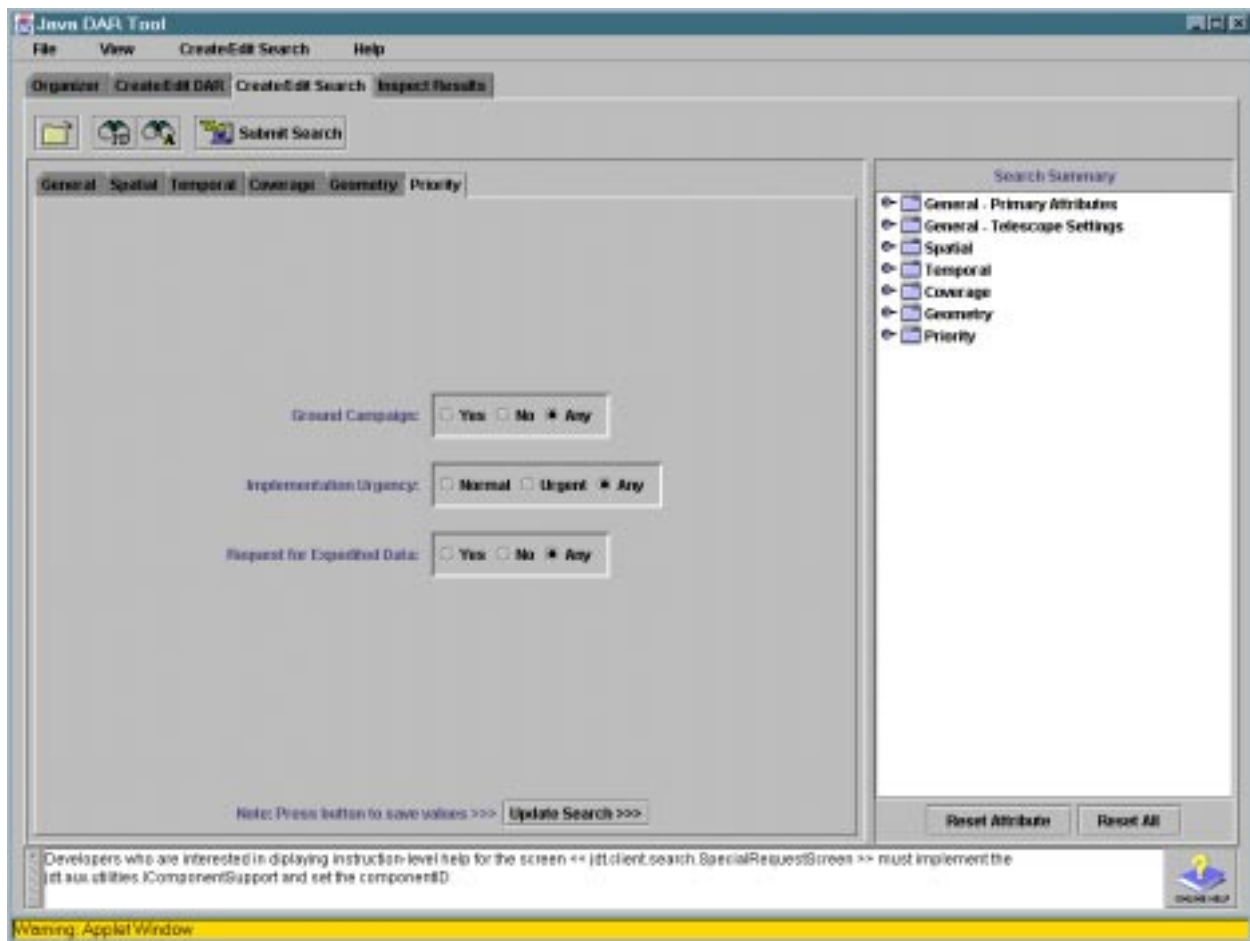 Java DAR Tool
File View Create/Edit Search Help
Organizer Create/Edit DAR Create/Edit Search Inspect Results
Submit Search
General Spatial Temporal Coverage Geometry Priority
Search Summary
General - Primary Attributes
General - Telescope Settings
Spatial
Temporal
Coverage
Geometry
Priority
Ground Campaign: Yes No Any
Implementation Urgency: Normal Urgent Any
Request for Expedited Data: Yes No Any
Note: Press button to save values >>> Update Search >>>
Reset Attribute Reset All
Developers who are interested in diplaying instruction-level help for the screen << jdt.client.search.SpecialRequestScreen >> must implement the
jdt.aux.utilities.IComponentSupport and set the componentID
ONLINE HELP
Warning: Applet Window